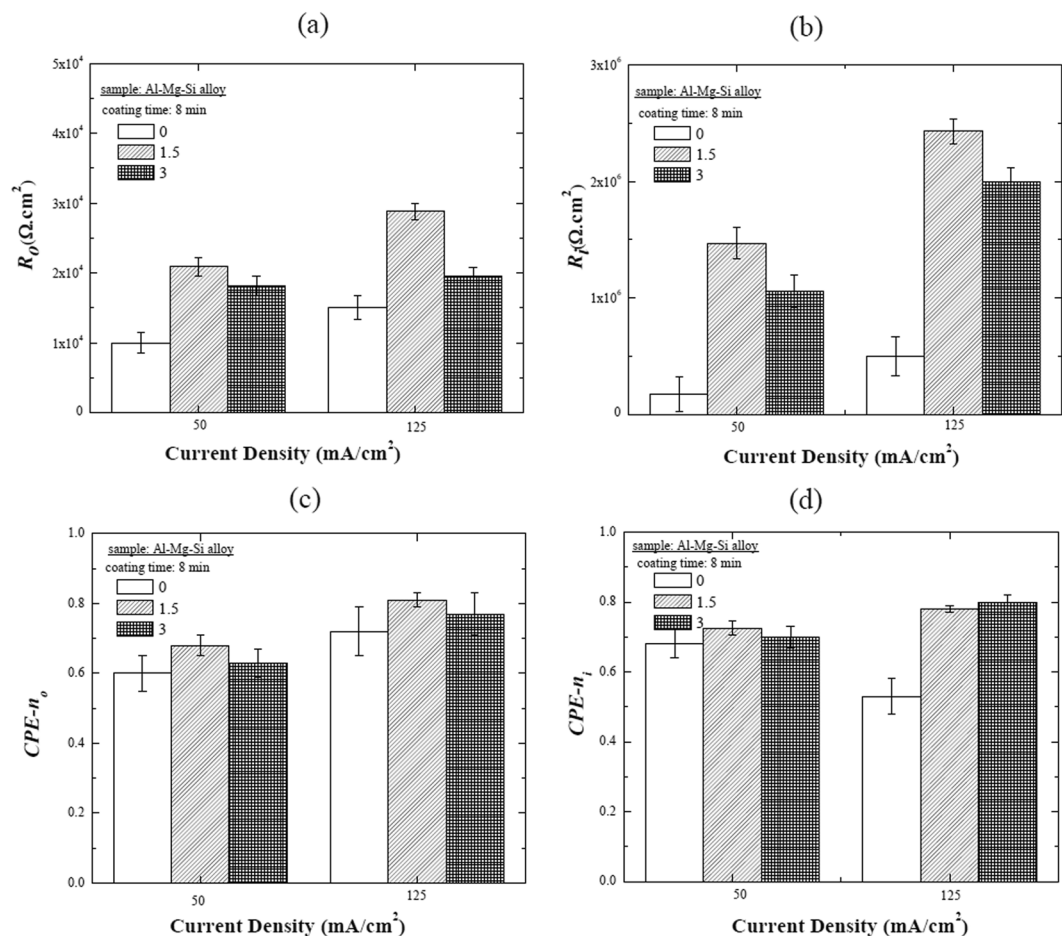 (a)
5x10⁴
4x10⁴
3x10⁴
2x10⁴
1x10⁴
0
Rₒ(Ω.cm²)
sample: Al-Mg-Si alloy
coating time: 8 min
0
1.5
3
50
125
Current Density (mA/cm²)
(b)
3x10⁶
2x10⁶
1x10⁶
0
Rᵢ(Ω.cm²)
sample: Al-Mg-Si alloy
coating time: 8 min
0
1.5
3
50
125
Current Density (mA/cm²)
(c)
1.0
0.8
0.6
0.4
0.2
0.0
CPE-nₒ
sample: Al-Mg-Si alloy
coating time: 8 min
0
1.5
3
50
125
Current Density (mA/cm²)
(d)
1.0
0.8
0.6
0.4
0.2
0.0
CPE-nᵢ
sample: Al-Mg-Si alloy
coating time: 8 min
0
1.5
3
50
125
Current Density (mA/cm²)